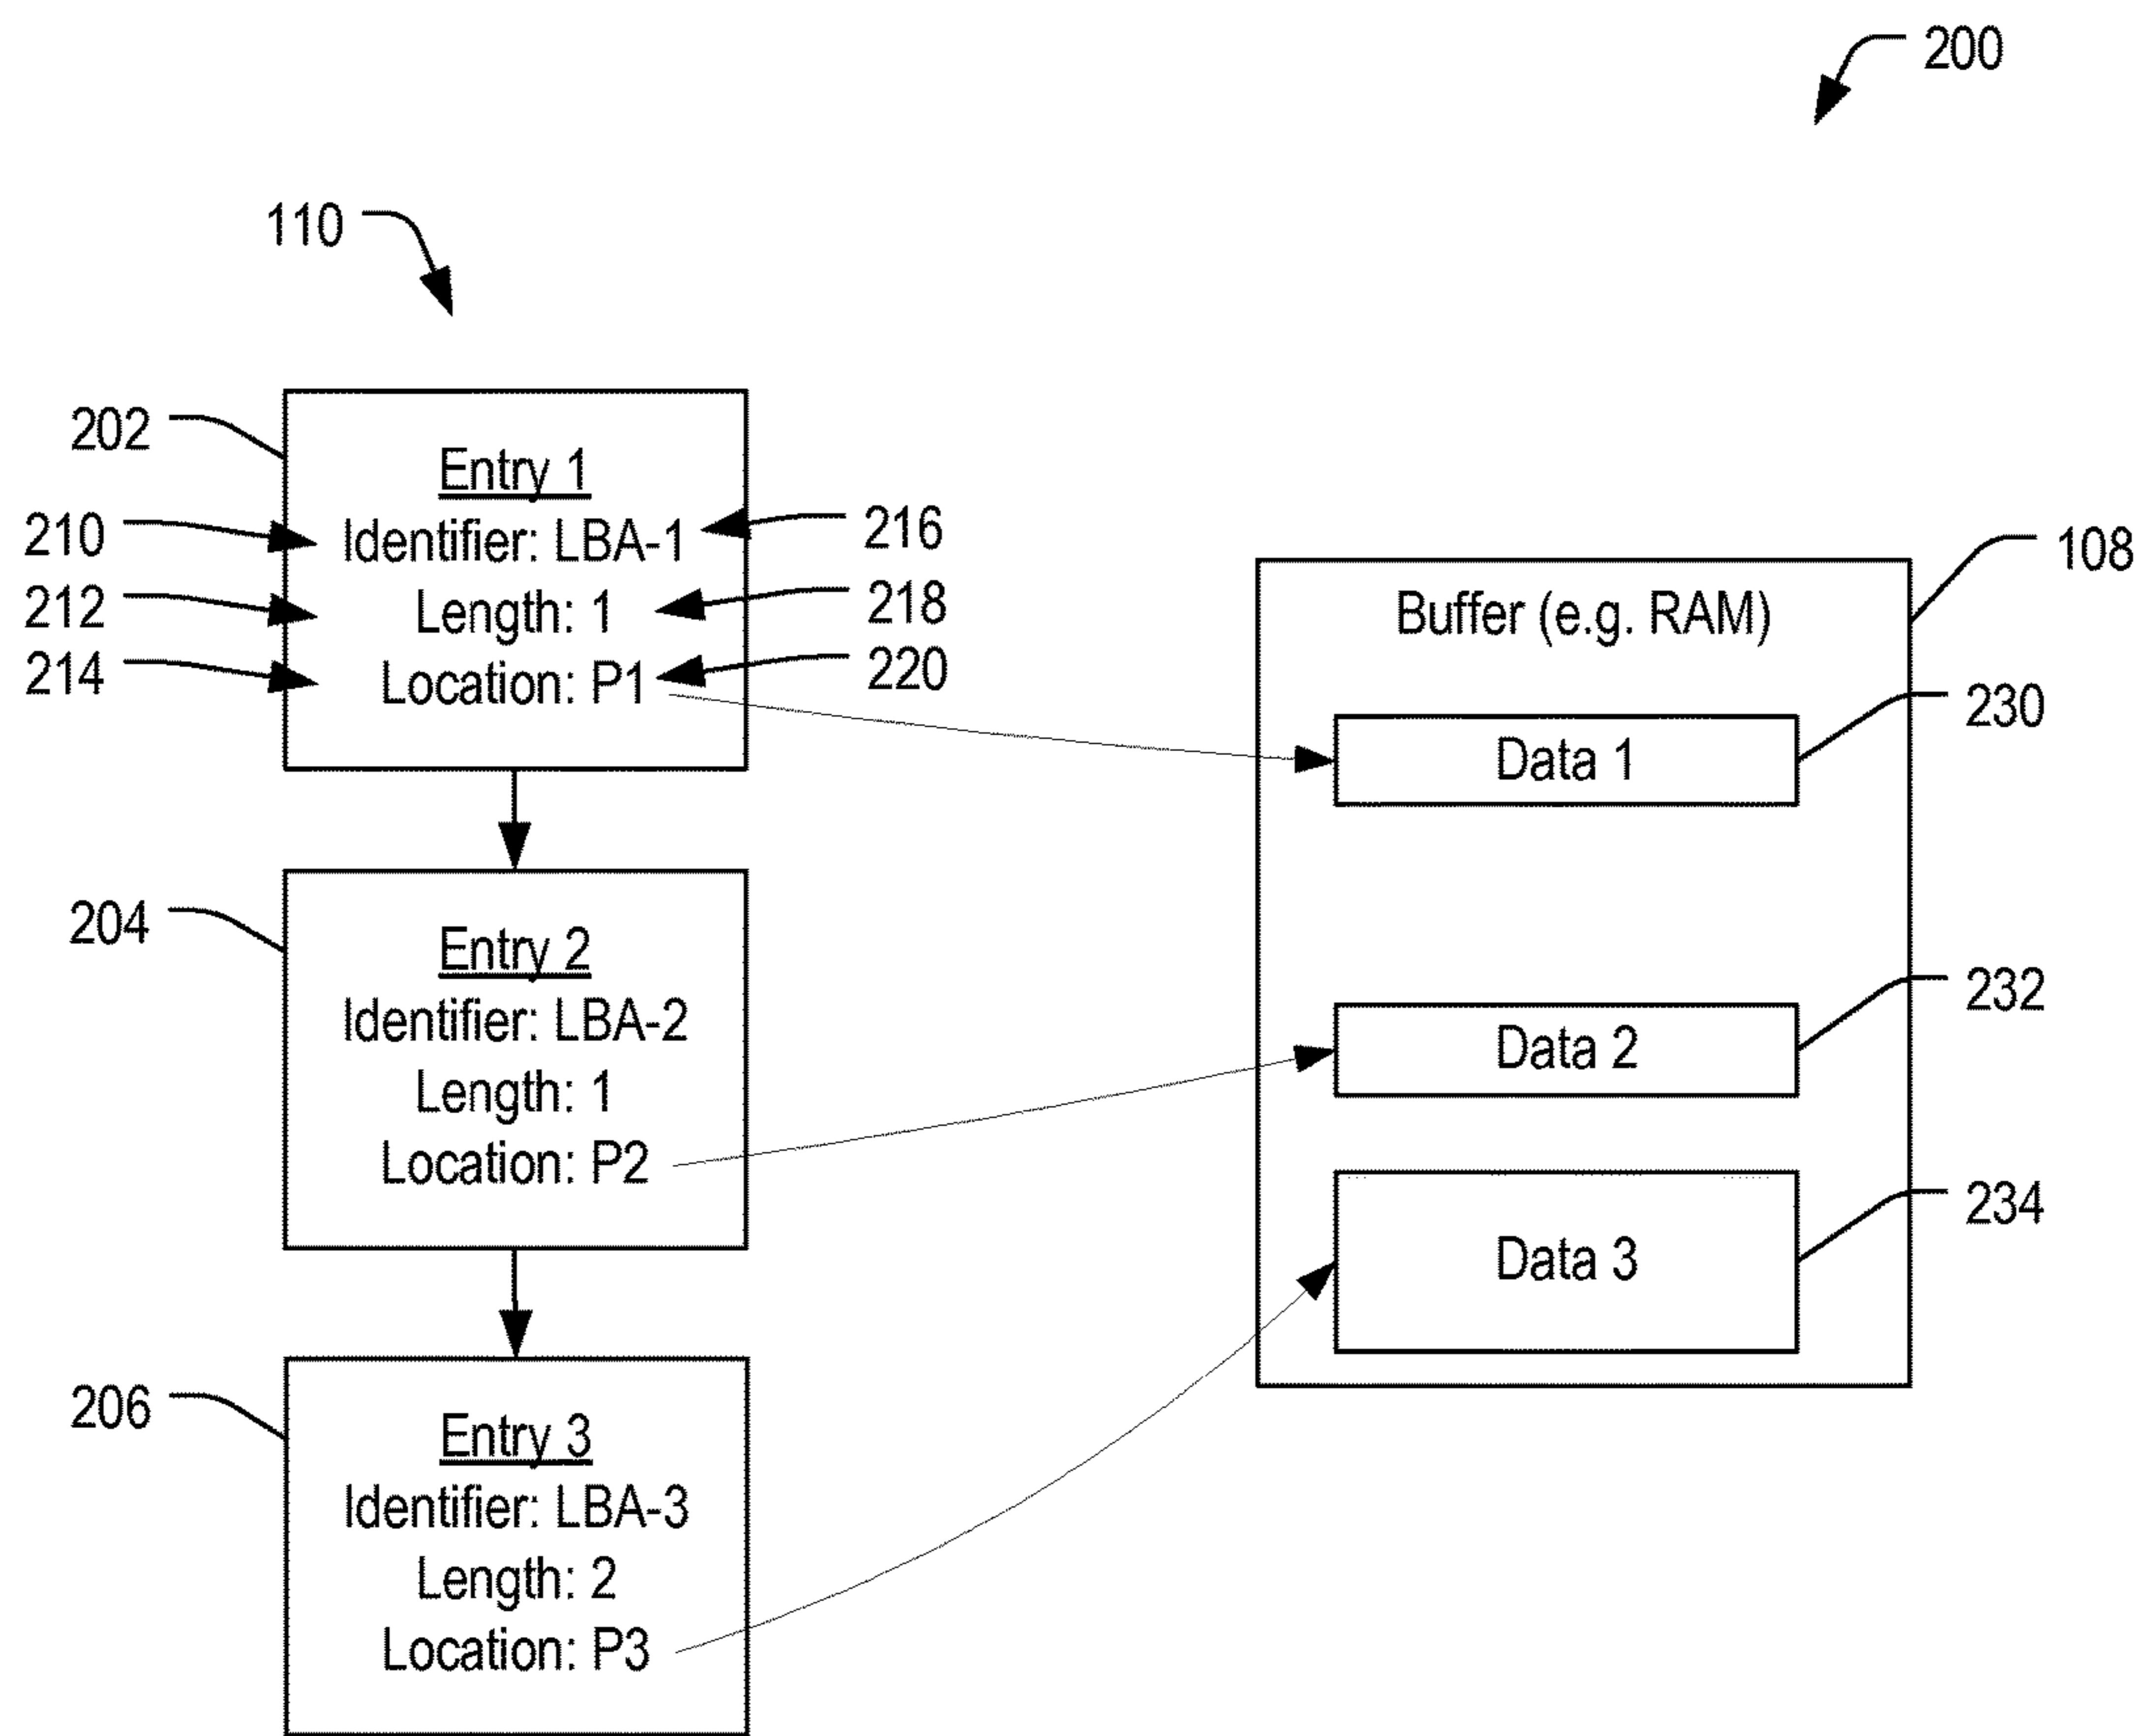 200
110
202
Entry 1
210
Identifier: LBA-1
216
212
Length: 1
218
214
Location: P1
220
204
Entry 2
Identifier: LBA-2
Length: 1
Location: P2
206
Entry 3
Identifier: LBA-3
Length: 2
Location: P3
108
Buffer (e.g. RAM)
230
Data 1
232
Data 2
234
Data 3